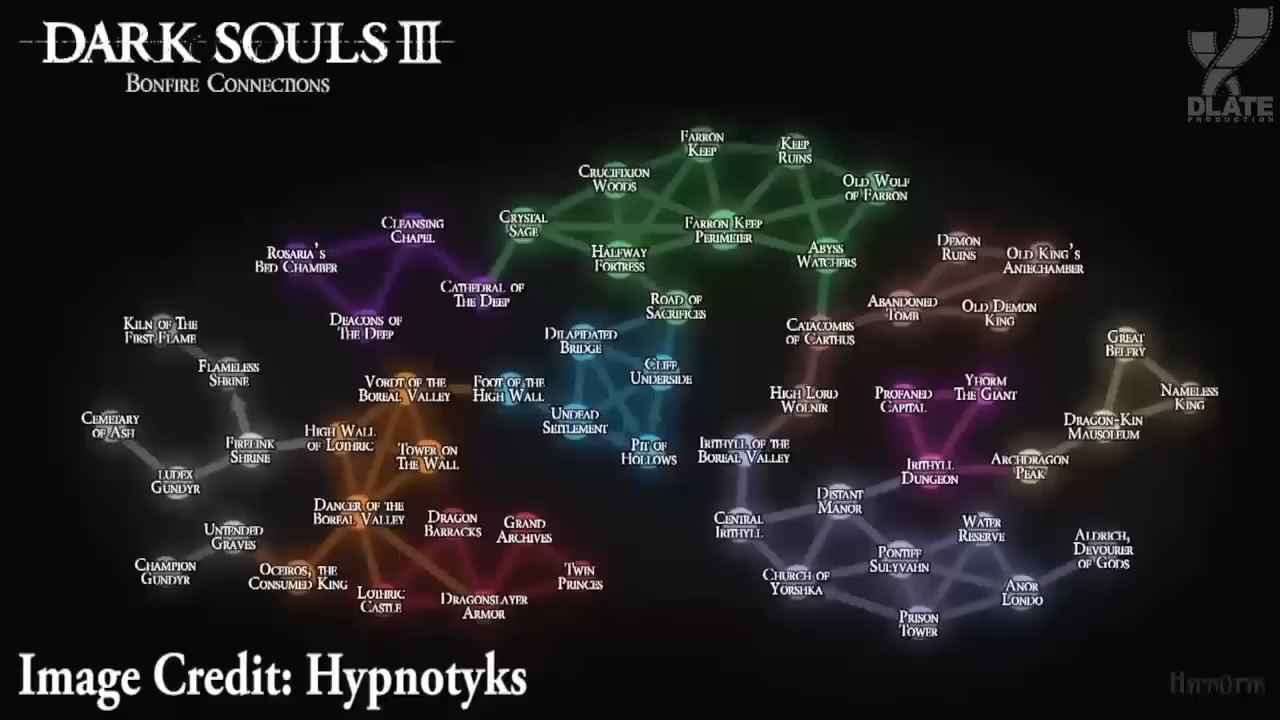 DARK SOULS III
BONFIRE CONNECTIONS
DLATE
PRODUCTION
FARRON
KEEP
KEEP
RUINS
CRUCIFIXION
WOODS
OLD WOLF
OF FARRON
CLEANSING
CHAPEL
CRYSTAL
SAGE
FARRON KEEP
PERIMETER
ROSARIA'S
BED CHAMBER
HALFWAY
FORTRESS
ABYSS
WATCHERS
DEMON
RUINS
OLD KING'S
ANTECHAMBER
CATHEDRAL OF
THE DEEP
ROAD OF
SACRIFICES
ABANDONED
TOMB
OLD DEMON
KING
KILN OF THE
FIRST FLAME
DEACONS OF
THE DEEP
DILAPIDATED
BRIDGE
CATACOMBS
OF CARTHUS
GREAT
BELFRY
FLAMELESS
SHRINE
VORDT OF THE
BOREAL VALLEY
FOOT OF THE
HIGH WALL
CLIFF
UNDERSIDE
HIGH LORD
WOLNIR
PROFANED
CAPITAL
YHORM
THE GIANT
NAMELESS
KING
CEMETARY
OF ASH
UNDEAD
SETTLEMENT
DRAGON-KIN
MAUSOLEUM
FIRELINK
SHRINE
HIGH WALL
OF LOTHRIC
TOWER ON
THE WALL
PIT OF
HOLLOWS
IRITHYLL OF THE
BOREAL VALLEY
IRITHYLL
DUNGEON
ARCHDRAGON
PEAK
LUDEX
GUNDYR
DANCER OF THE
BOREAL VALLEY
DRAGON
BARRACKS
GRAND
ARCHIVES
CENTRAL
IRITHYLL
DISTANT
MANOR
WATER
RESERVE
UNTENDED
GRAVES
PONTIFF
SULYVAHN
ALDRICH,
DEVOURER
OF GODS
CHAMPION
GUNDYR
OCEIROS, THE
CONSUMED KING
LOTHRIC
CASTLE
DRAGONSLAYER
ARMOR
TWIN
PRINCES
CHURCH OF
YORSHKA
ANOR
LONDO
PRISON
TOWER
Image Credit: Hypnotyks